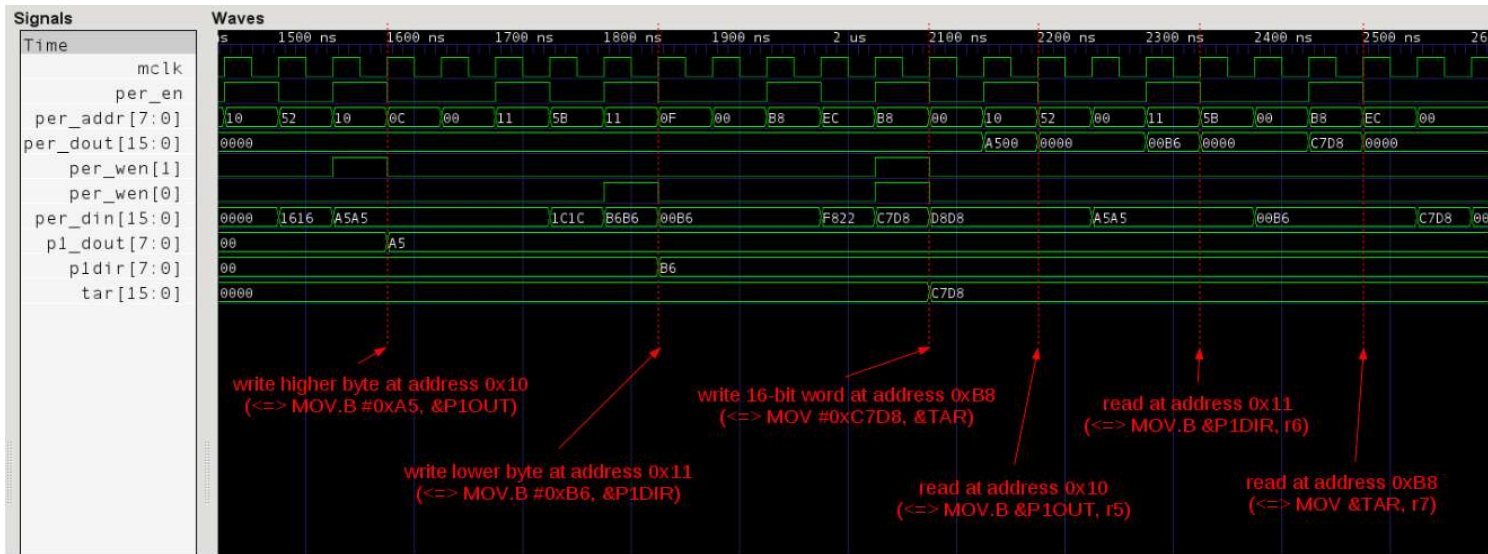 Signals Waves
Time
s 1500 ns 1600 ns 1700 ns 1800 ns 1900 ns 2 us 2100 ns 2200 ns 2300 ns 2400 ns 2500 ns 26
mclk
per_en
per_addr[7:0] 10 52 10 0C 00 11 5B 11 0F 00 B8 EC B8 00 10 52 00 11 5B 00 B8 EC 00
per_dout[15:0] 0000 A500 0000 00B6 0000 C7D8 0000
per_wen[1]
per_wen[0]
per_din[15:0] 0000 1616 A5A5 1C1C B6B6 00B6 F822 C7D8 D8D8 A5A5 00B6 C7D8 00
p1_dout[7:0] 00 A5
p1dir[7:0] 00 B6
tar[15:0] 0000 C7D8
write higher byte at address 0x10
(<=> MOV.B #0xA5, &P1OUT)
write lower byte at address 0x11
(<=> MOV.B #0xB6, &P1DIR)
write 16-bit word at address 0xB8
(<=> MOV #0xC7D8, &TAR)
read at address 0x10
(<=> MOV.B &P1OUT, r5)
read at address 0x11
(<=> MOV.B &P1DIR, r6)
read at address 0xB8
(<=> MOV &TAR, r7)